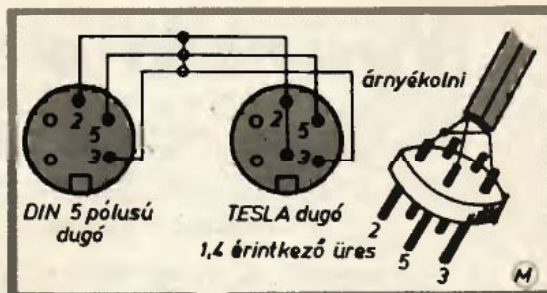 2
5
3
DIN 5 pólusú
dugó
2
5
3
TESLA dugó
1,4 érintkező üres
árnyékolni
2
5
3
M